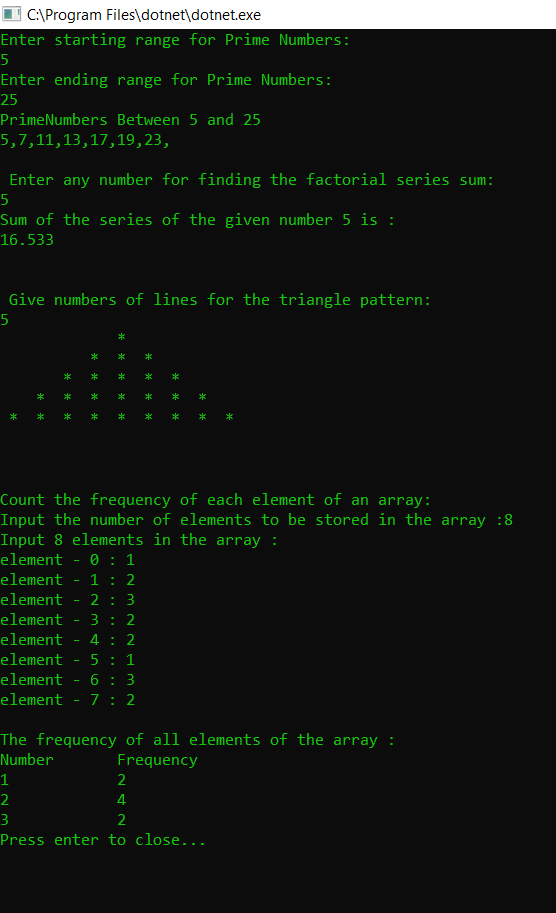 C:\Program Files\dotnet\dotnet.exe
Enter starting range for Prime Numbers:
5
Enter ending range for Prime Numbers:
25
PrimeNumbers Between 5 and 25
5,7,11,13,17,19,23,
 Enter any number for finding the factorial series sum:
5
Sum of the series of the given number 5 is :
16.533
 Give numbers of lines for the triangle pattern:
5
             *
          *  *  *
       *  *  *  *  *
    *  *  *  *  *  *  *
 *  *  *  *  *  *  *  *  *
Count the frequency of each element of an array:
Input the number of elements to be stored in the array :8
Input 8 elements in the array :
element - 0 : 1
element - 1 : 2
element - 2 : 3
element - 3 : 2
element - 4 : 2
element - 5 : 1
element - 6 : 3
element - 7 : 2
The frequency of all elements of the array :
Number       Frequency
1            2
2            4
3            2
Press enter to close...